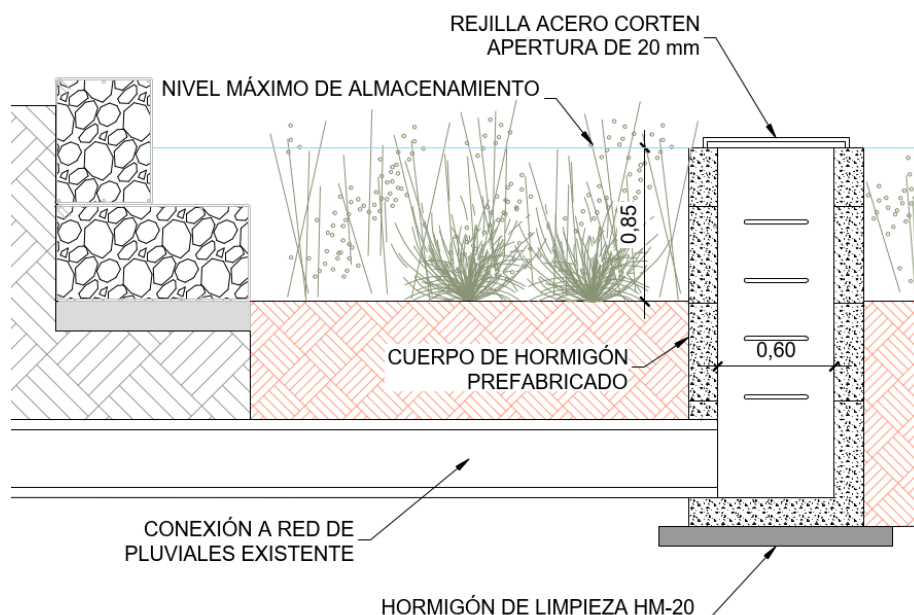 REJILLA ACERO CORTEN
APERTURA DE 20 mm
NIVEL MÁXIMO DE ALMACENAMIENTO
0,85
CUERPO DE HORMIGÓN
PREFABRICADO
0,60
CONEXIÓN A RED DE
PLUVIALES EXISTENTE
HORMIGÓN DE LIMPIEZA HM-20